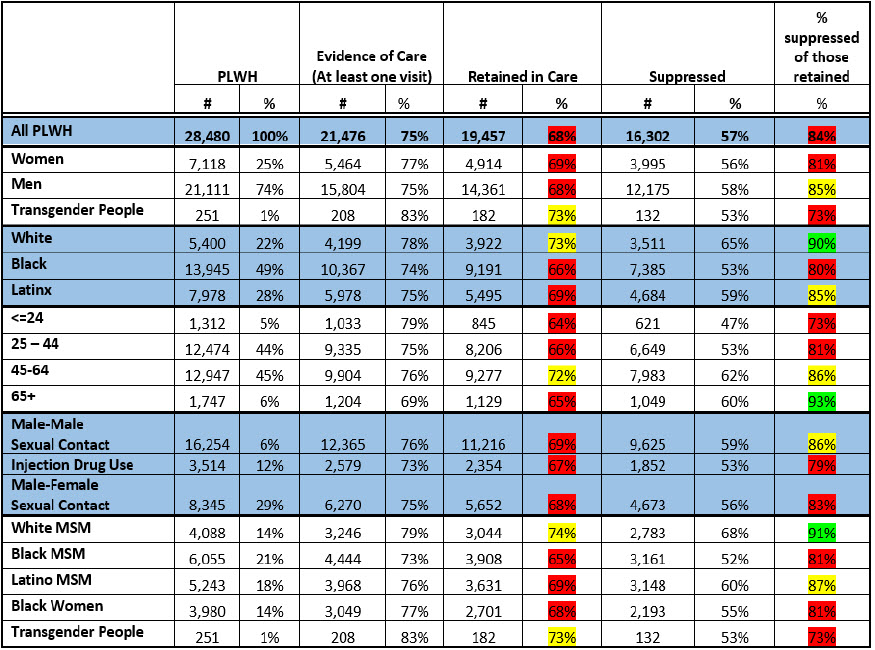 %
suppressed
Evidence of Care of those
PLWH (At least one visit) Retained in Care Suppressed retained
# % # % # % # % %
All PLWH 28,480 100% 21,476 75% 19,457 68% 16,302 57% 84%
Women 7,118 25% 5,464 77% 4,914 69% 3,995 56% 81%
Men 21,111 74% 15,804 75% 14,361 68% 12,175 58% 85%
Transgender People 251 1% 208 83% 182 73% 132 53% 73%
White 5,400 22% 4,199 78% 3,922 73% 3,511 65% 90%
Black 13,945 49% 10,367 74% 9,191 66% 7,385 53% 80%
Latinx 7,978 28% 5,978 75% 5,495 69% 4,684 59% 85%
<=24 1,312 5% 1,033 79% 845 64% 621 47% 73%
25 – 44 12,474 44% 9,335 75% 8,206 66% 6,649 53% 81%
45-64 12,947 45% 9,904 76% 9,277 72% 7,983 62% 86%
65+ 1,747 6% 1,204 69% 1,129 65% 1,049 60% 93%
Male-Male
Sexual Contact 16,254 6% 12,365 76% 11,216 69% 9,625 59% 86%
Injection Drug Use 3,514 12% 2,579 73% 2,354 67% 1,852 53% 79%
Male-Female
Sexual Contact 8,345 29% 6,270 75% 5,652 68% 4,673 56% 83%
White MSM 4,088 14% 3,246 79% 3,044 74% 2,783 68% 91%
Black MSM 6,055 21% 4,444 73% 3,908 65% 3,161 52% 81%
Latino MSM 5,243 18% 3,968 76% 3,631 69% 3,148 60% 87%
Black Women 3,980 14% 3,049 77% 2,701 68% 2,193 55% 81%
Transgender People 251 1% 208 83% 182 73% 132 53% 73%